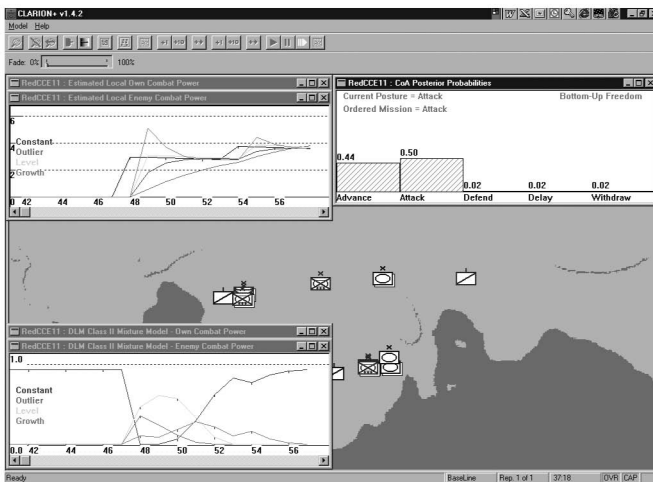 CLARION+ v1.4.2
Model Help
+1 +10 ++ +1 +10 ++
Fade: 0% 100%
RedCCE11 : Estimated Local Own Combat Power
RedCCE11 : Estimated Local Enemy Combat Power
6
Constant
4
Outlier
Level
2
Growth
0 42 44 46 48 50 52 54 56
RedCCE11 : CoA Posterior Probabilities
Current Posture = Attack Bottom-Up Freedom
Ordered Mission = Attack
0.44 0.50 0.02 0.02 0.02
Advance Attack Defend Delay Withdraw
RedCCE11 : DLM Class II Mixture Model - Own Combat Power
RedCCE11 : DLM Class II Mixture Model - Enemy Combat Power
1.0
Constant
Outlier
Level
Growth
0.0 42 44 46 48 50 52 54 56
Ready BaseLine Rep. 1 of 1 37:18 OVR CAP